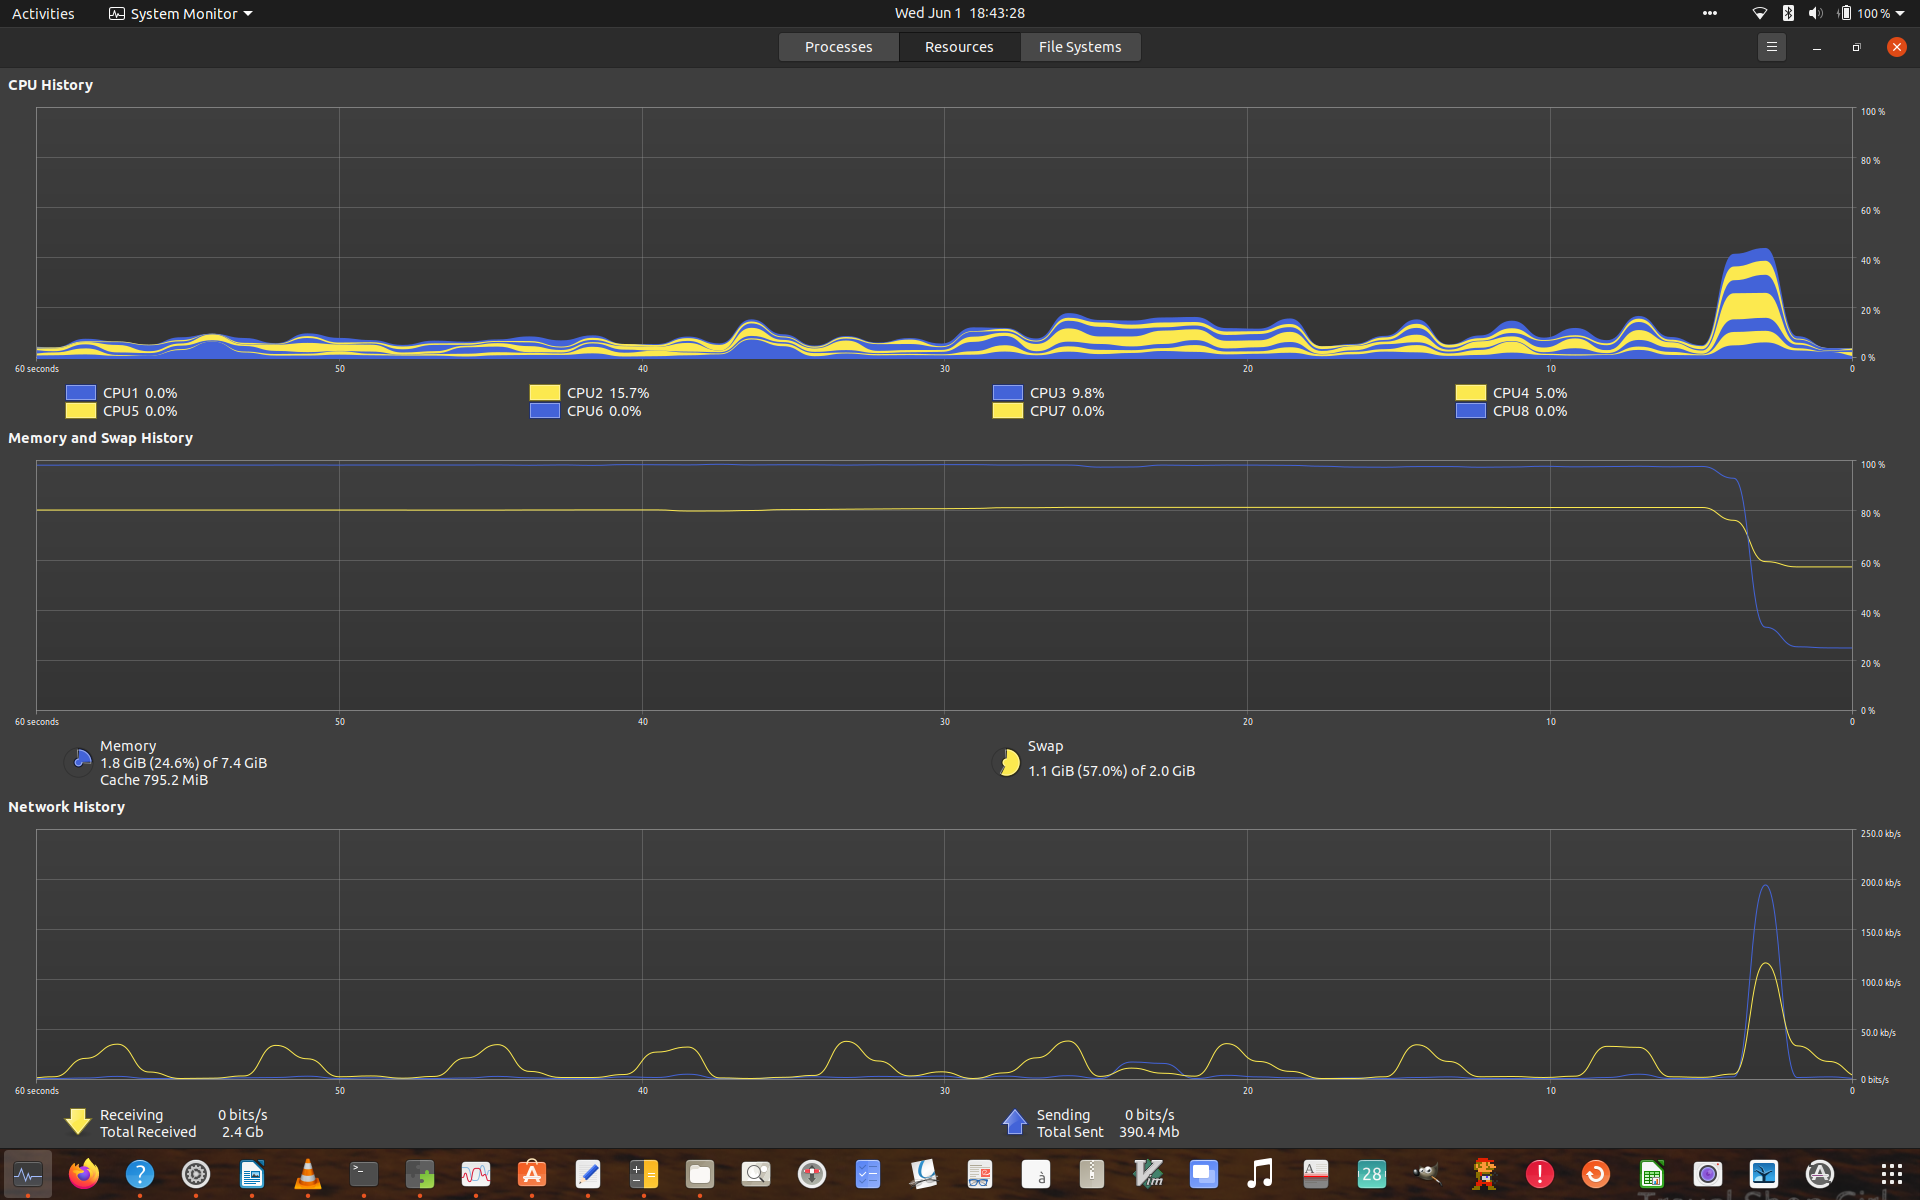 Activities System Monitor Wed Jun 1 18:43:28 100 %
Processes Resources File Systems
CPU History
100 %
80 %
60 %
40 %
20 %
0 %
60 seconds 50 40 30 20 10 0
CPU1 0.0% CPU2 15.7% CPU3 9.8% CPU4 5.0%
CPU5 0.0% CPU6 0.0% CPU7 0.0% CPU8 0.0%
Memory and Swap History
100 %
80 %
60 %
40 %
20 %
0 %
60 seconds 50 40 30 20 10 0
Memory
1.8 GiB (24.6%) of 7.4 GiB
Cache 795.2 MiB
Swap
1.1 GiB (57.0%) of 2.0 GiB
Network History
250.0 kb/s
200.0 kb/s
150.0 kb/s
100.0 kb/s
50.0 kb/s
0 bits/s
60 seconds 50 40 30 20 10 0
Receiving 0 bits/s
Total Received 2.4 Gb
Sending 0 bits/s
Total Sent 390.4 Mb
28